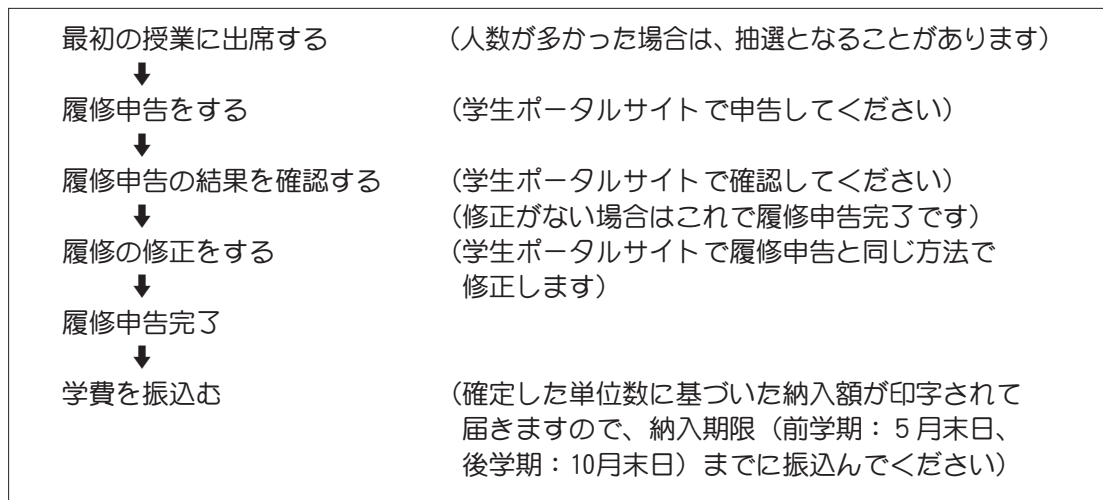 最初の授業に出席する （人数が多かった場合は、抽選となることがあります）
⬇
履修申告をする （学生ポータルサイトで申告してください）
⬇
履修申告の結果を確認する （学生ポータルサイトで確認してください）
⬇ （修正がない場合はこれで履修申告完了です）
履修の修正をする （学生ポータルサイトで履修申告と同じ方法で
⬇ 修正します）
履修申告完了
⬇
学費を振込む （確定した単位数に基づいた納入額が印字されて
届きますので、納入期限（前学期：５月末日、
後学期：10月末日）までに振込んでください）